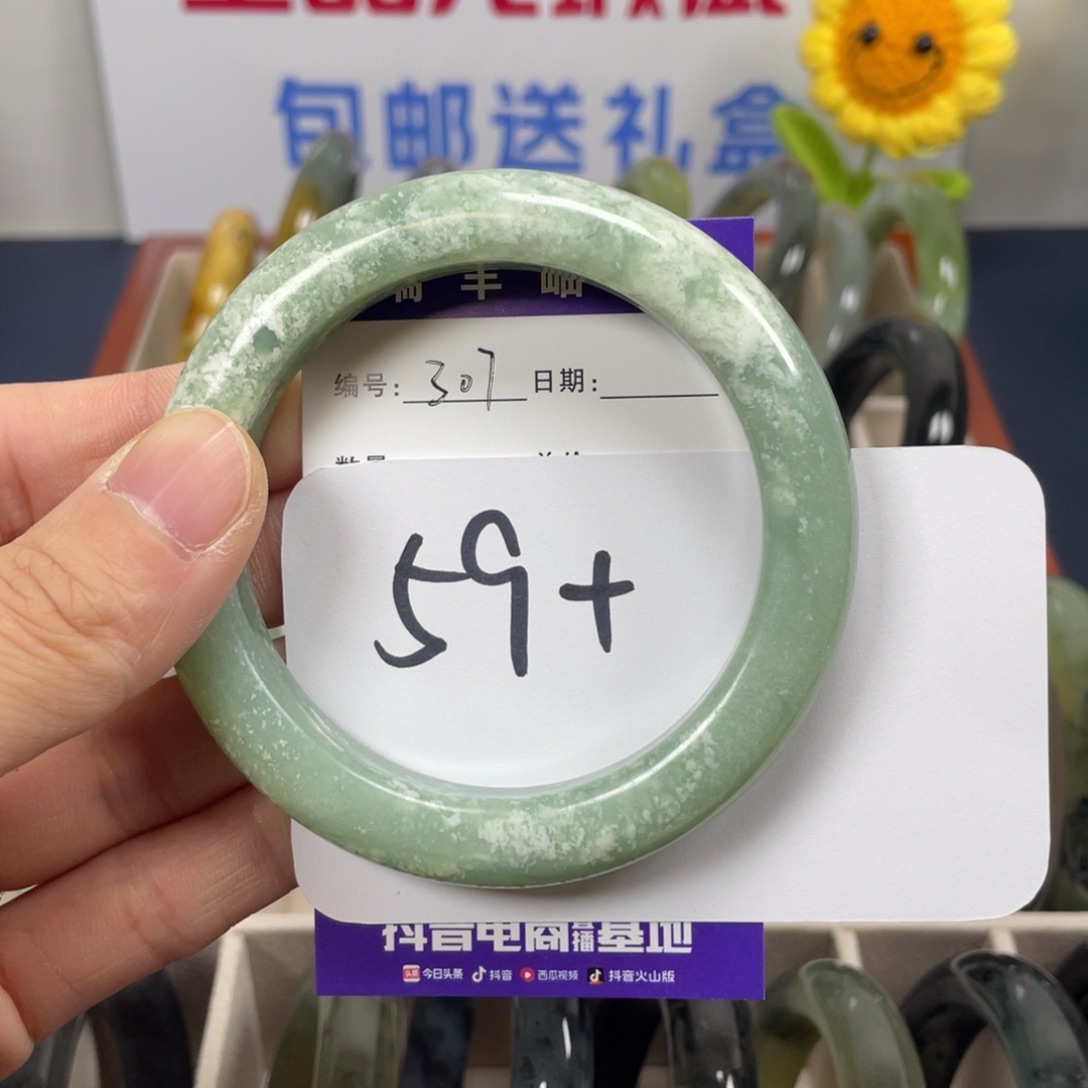 包邮送礼盒
编号: 307 日期:
59+
抖音电商直播基地
今日头条 抖音 西瓜视频 抖音火山版